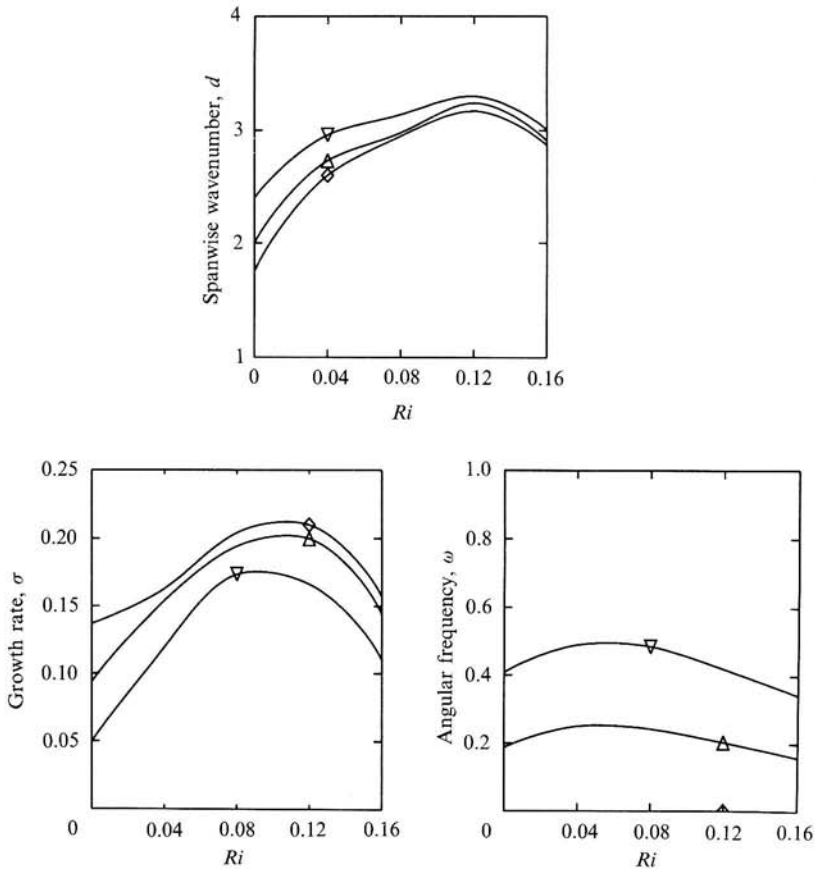 4
3
2
1
Spanwise wavenumber, d
0 0.04 0.08 0.12 0.16
Ri
0.25
0.20
0.15
0.10
0.05
0
Growth rate, σ
0.04 0.08 0.12 0.16
Ri
1.0
0.8
0.6
0.4
0.2
0
Angular frequency, ω
0.04 0.08 0.12 0.16
Ri